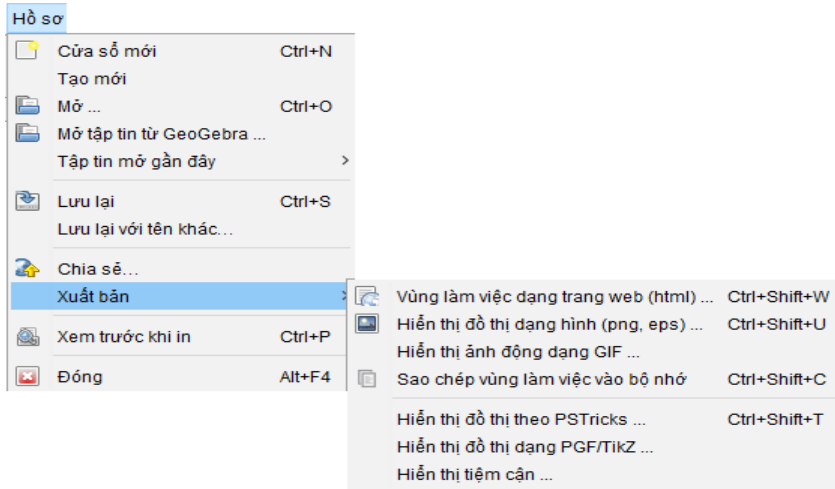 Hồ sơ
Cửa sổ mới Ctrl+N
Tạo mới
Mở ... Ctrl+O
Mở tập tin từ GeoGebra ...
Tập tin mở gần đây >
Lưu lại Ctrl+S
Lưu lại với tên khác...
Chia sẻ...
Xuất bản >
Xem trước khi in Ctrl+P
Đóng Alt+F4
Vùng làm việc dạng trang web (html) ... Ctrl+Shift+W
Hiển thị đồ thị dạng hình (png, eps) ... Ctrl+Shift+U
Hiển thị ảnh động dạng GIF ...
Sao chép vùng làm việc vào bộ nhớ Ctrl+Shift+C
Hiển thị đồ thị theo PSTricks ... Ctrl+Shift+T
Hiển thị đồ thị dạng PGF/TikZ ...
Hiển thị tiệm cận ...